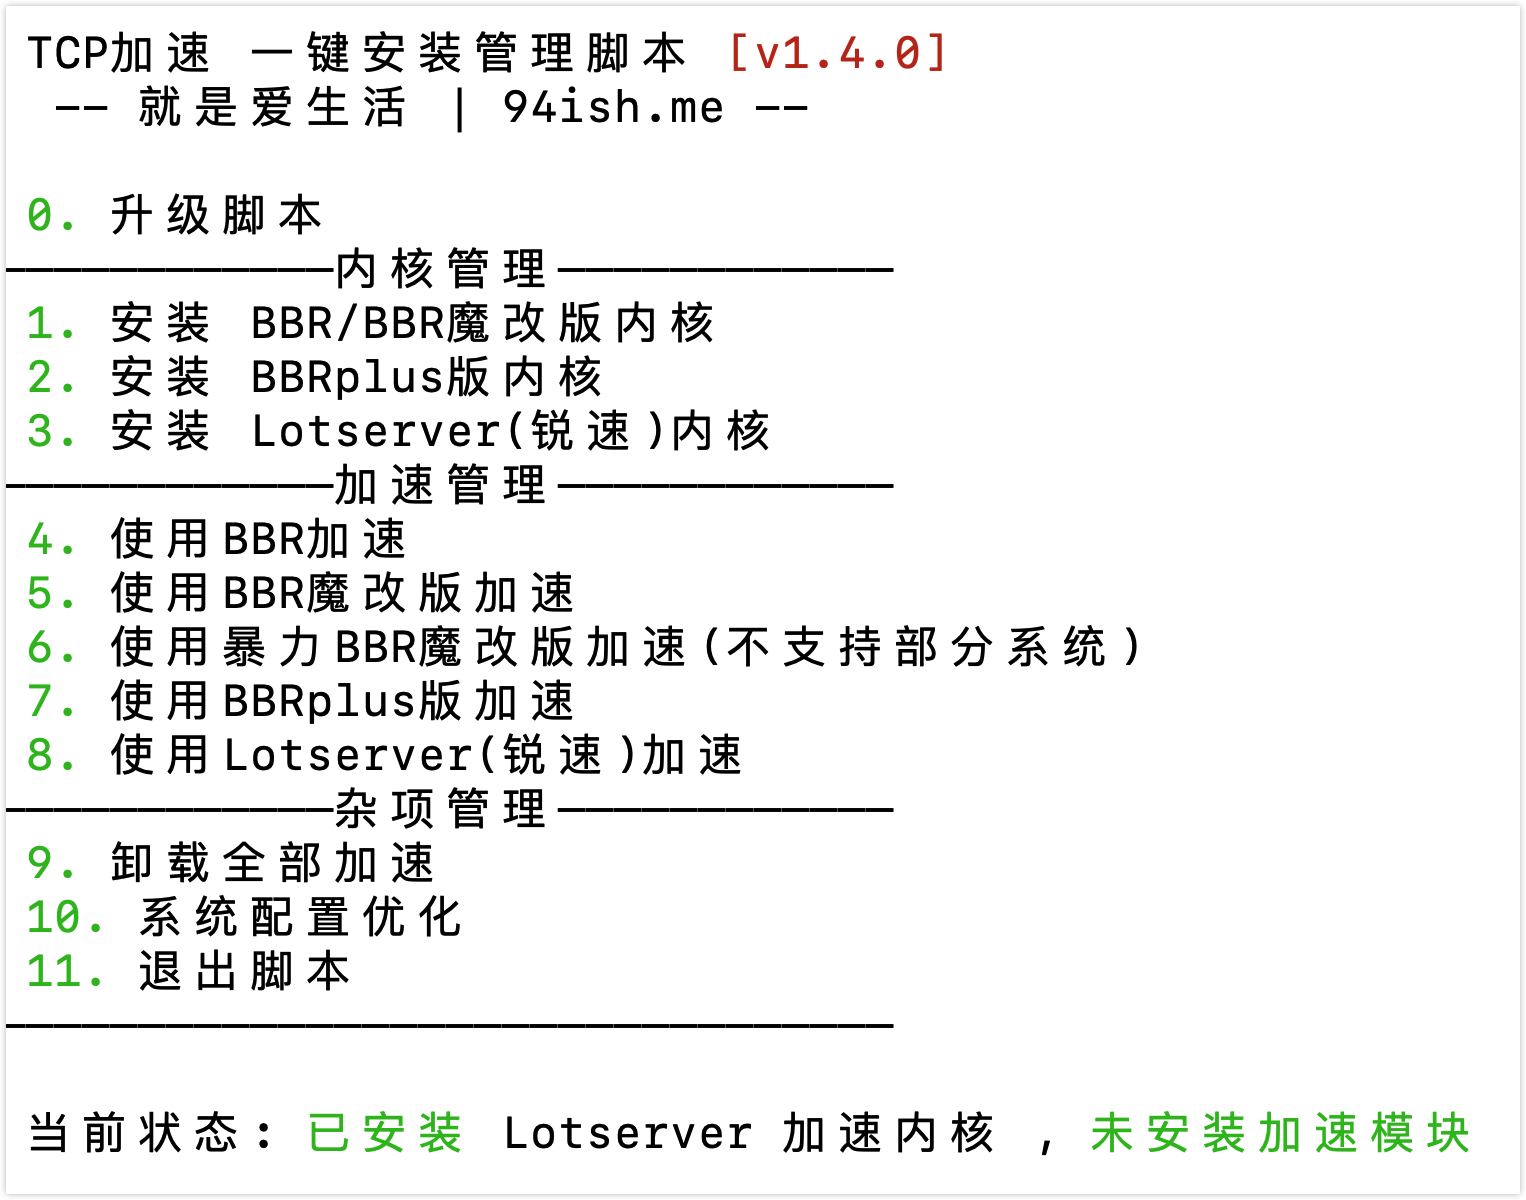 TCP加速 一键安装管理脚本 [v1.4.0]
-- 就是爱生活 | 94ish.me --
0. 升级脚本
————————————内核管理————————————
1. 安装 BBR/BBR魔改版内核
2. 安装 BBRplus版内核
3. 安装 Lotserver(锐速)内核
————————————加速管理————————————
4. 使用BBR加速
5. 使用BBR魔改版加速
6. 使用暴力BBR魔改版加速(不支持部分系统)
7. 使用BBRplus版加速
8. 使用Lotserver(锐速)加速
————————————杂项管理————————————
9. 卸载全部加速
10. 系统配置优化
11. 退出脚本
————————————————————————————————
当前状态: 已安装 Lotserver 加速内核 , 未安装加速模块